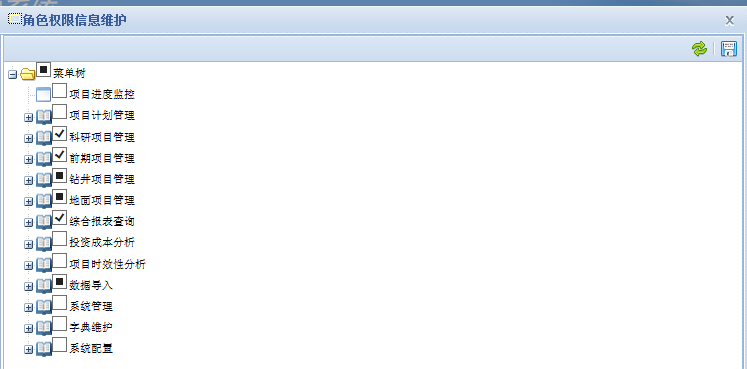 角色权限信息维护
菜单树
项目进度监控
项目计划管理
科研项目管理
前期项目管理
钻井项目管理
地面项目管理
综合报表查询
投资成本分析
项目时效性分析
数据导入
系统管理
字典维护
系统配置